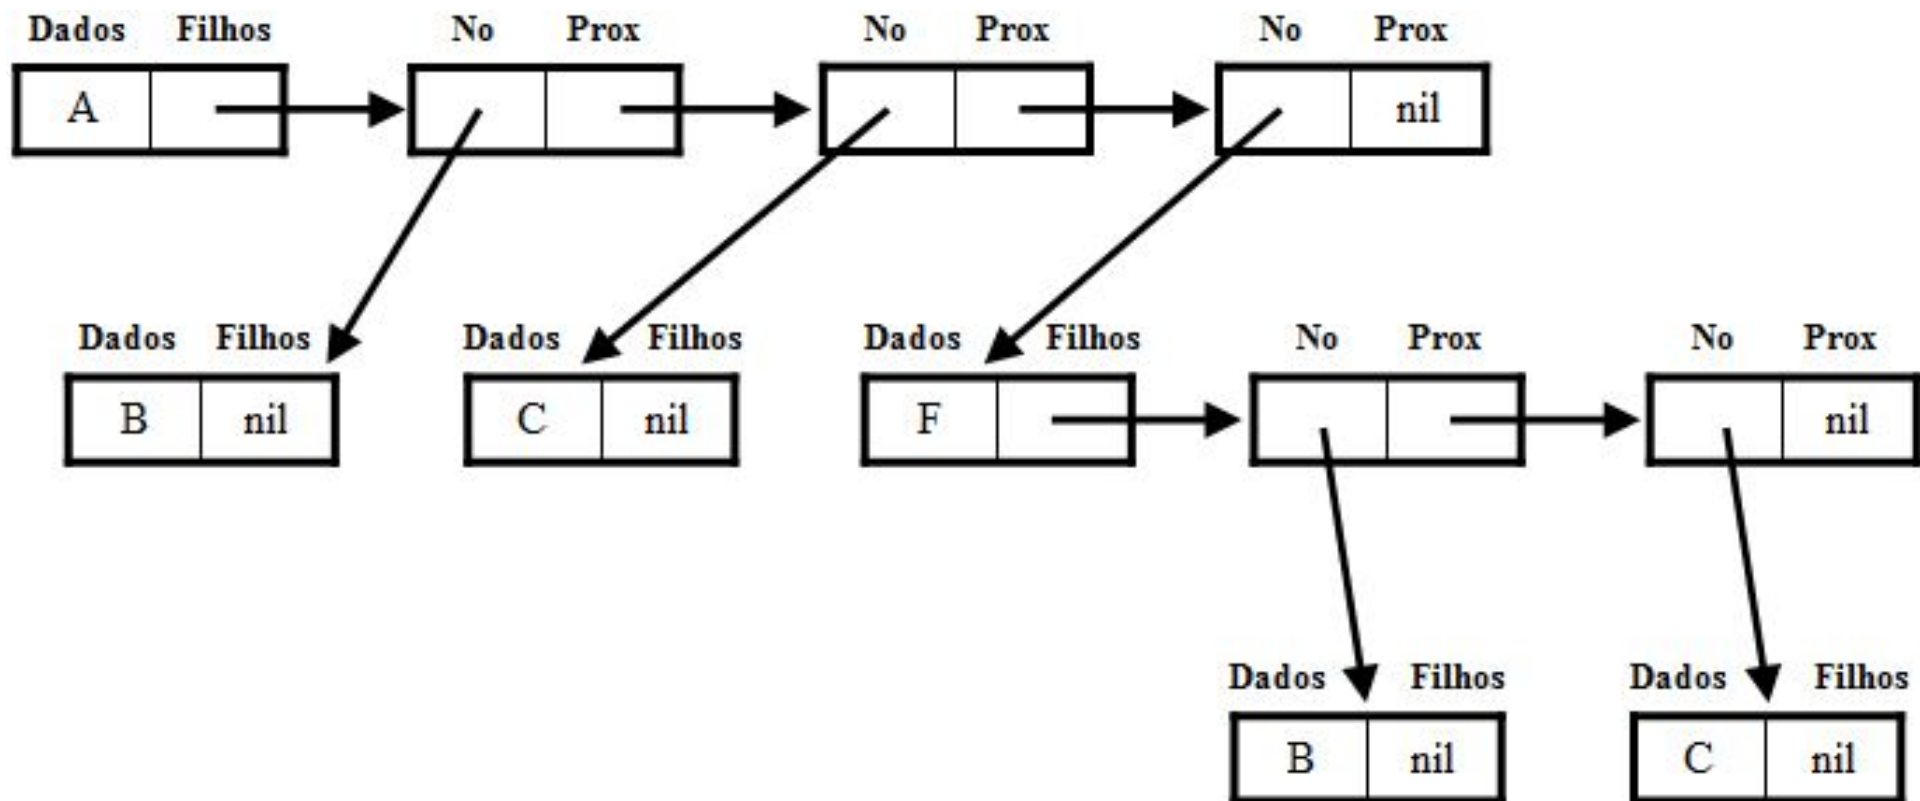 Dados Filhos No Prox No Prox No Prox
A nil
Dados Filhos Dados Filhos Dados Filhos No Prox No Prox
B nil C nil F nil
Dados Filhos Dados Filhos
B nil C nil